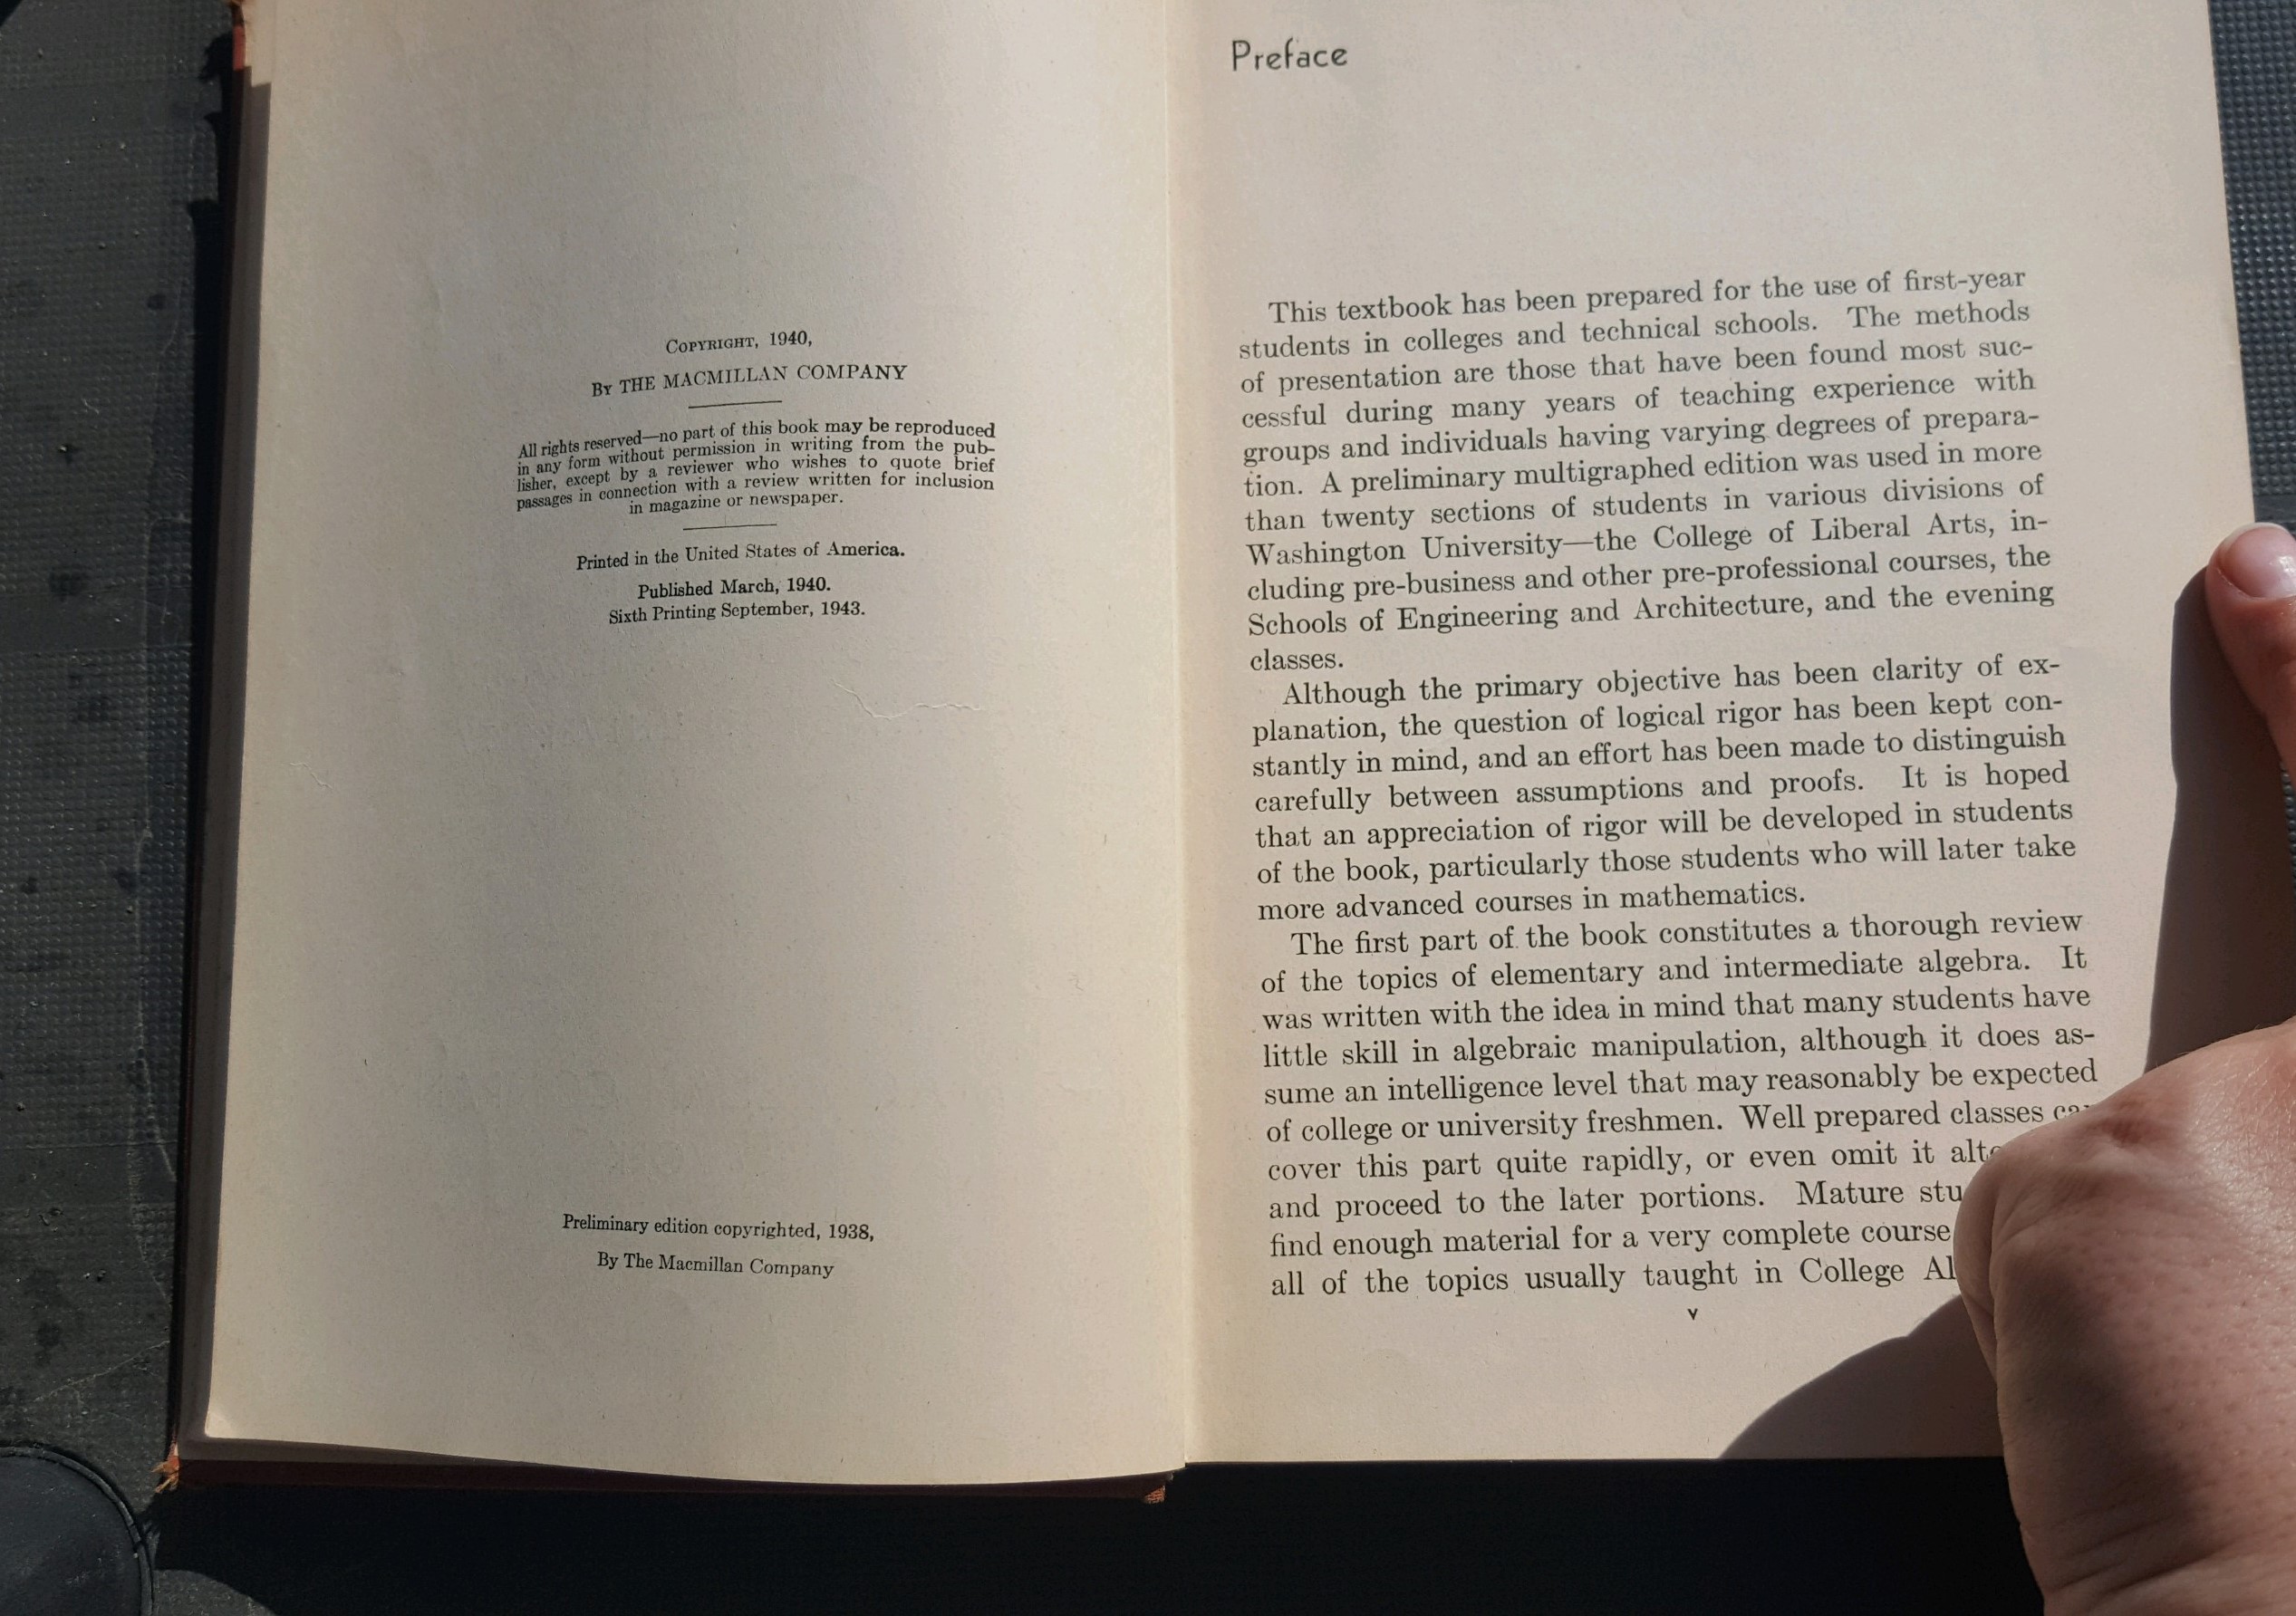 COPYRIGHT, 1940,
BY THE MACMILLAN COMPANY
All rights reserved—no part of this book may be reproduced
in any form without permission in writing from the pub-
lisher, except by a reviewer who wishes to quote brief
passages in connection with a review written for inclusion
in magazine or newspaper.
Printed in the United States of America.
Published March, 1940.
Sixth Printing September, 1943.
Preliminary edition copyrighted, 1938,
By The Macmillan Company
Preface
This textbook has been prepared for the use of first-year
students in colleges and technical schools. The methods
of presentation are those that have been found most suc-
cessful during many years of teaching experience with
groups and individuals having varying degrees of prepara-
tion. A preliminary multigraphed edition was used in more
than twenty sections of students in various divisions of
Washington University—the College of Liberal Arts, in-
cluding pre-business and other pre-professional courses, the
Schools of Engineering and Architecture, and the evening
classes.
Although the primary objective has been clarity of ex-
planation, the question of logical rigor has been kept con-
stantly in mind, and an effort has been made to distinguish
carefully between assumptions and proofs. It is hoped
that an appreciation of rigor will be developed in students
of the book, particularly those students who will later take
more advanced courses in mathematics.
The first part of the book constitutes a thorough review
of the topics of elementary and intermediate algebra. It
was written with the idea in mind that many students have
little skill in algebraic manipulation, although it does as-
sume an intelligence level that may reasonably be expected
of college or university freshmen. Well prepared classes
cover this part quite rapidly, or even omit it
and proceed to the later portions. Mature
find enough material for a very complete course
all of the topics usually taught in College
v